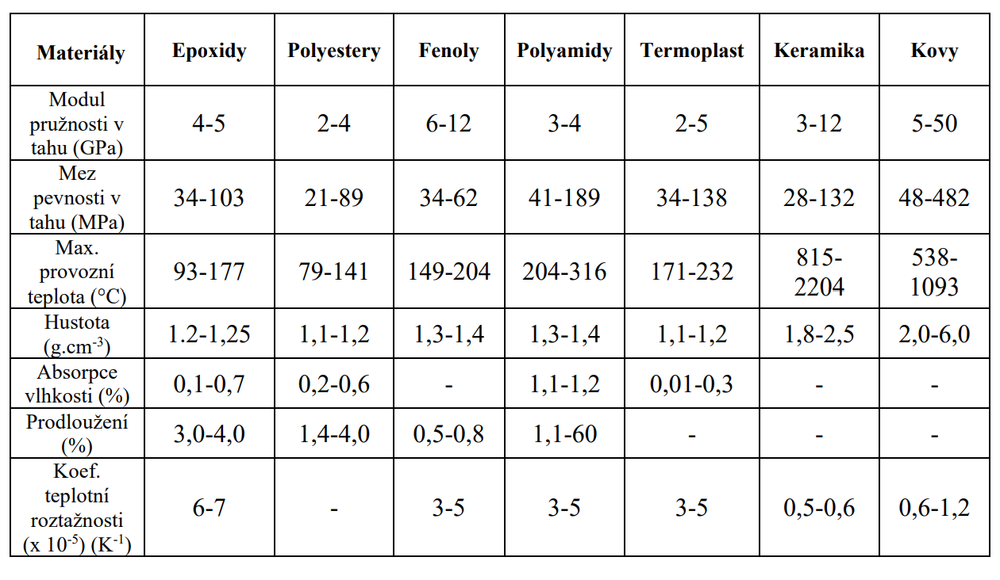 Materiály Epoxidy Polyestery Fenoly Polyamidy Termoplast Keramika Kovy
Modul
pružnosti v
tahu (GPa)
4-5 2-4 6-12 3-4 2-5 3-12 5-50
Mez
pevnosti v
tahu (MPa)
34-103 21-89 34-62 41-189 34-138 28-132 48-482
Max.
provozní
teplota (°C)
93-177 79-141 149-204 204-316 171-232
815-
2204
538-
1093
Hustota
(g.cm-3)
1.2-1,25 1,1-1,2 1,3-1,4 1,3-1,4 1,1-1,2 1,8-2,5 2,0-6,0
Absorpce
vlhkosti (%)
0,1-0,7 0,2-0,6 - 1,1-1,2 0,01-0,3 - -
Prodloužení
(%)
3,0-4,0 1,4-4,0 0,5-0,8 1,1-60 - - -
Koef.
teplotní
roztažnosti
(x 10-5) (K-1)
6-7 - 3-5 3-5 3-5 0,5-0,6 0,6-1,2